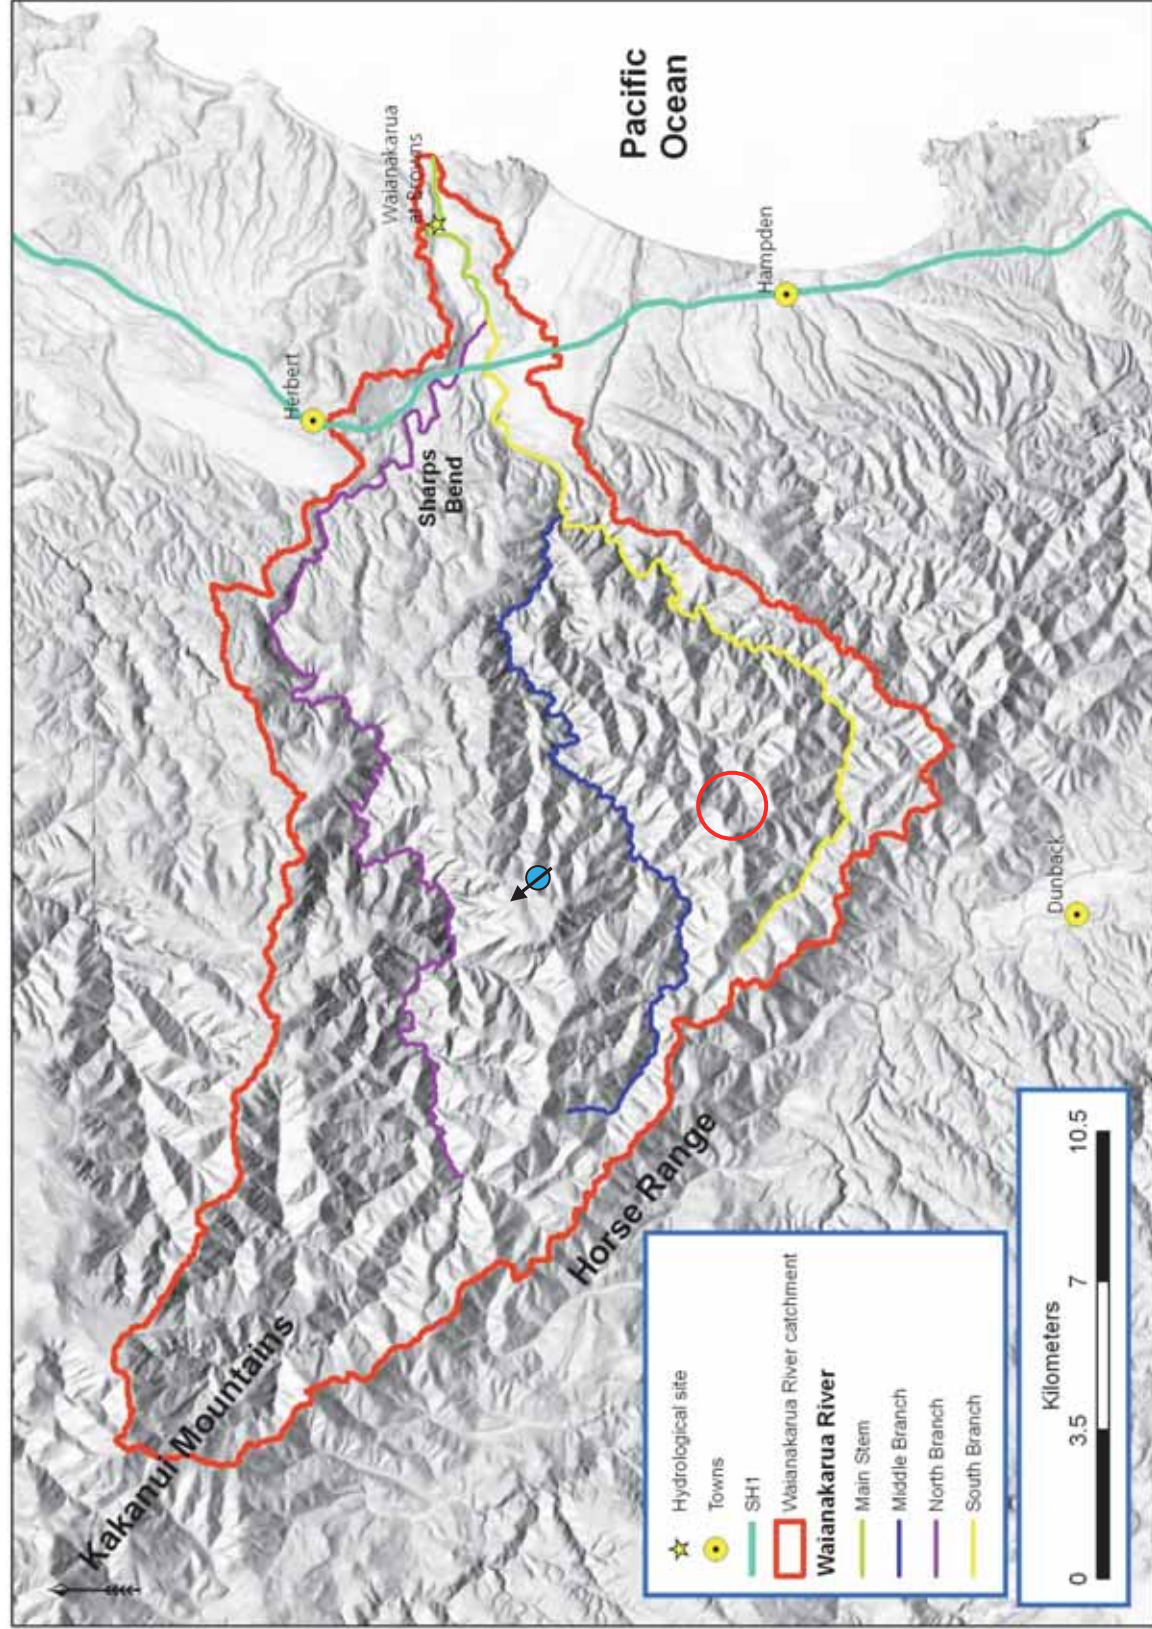 Pacific
Ocean
Waianakarua
at Browns
Herbert
Hampden
Sharps
Bend
Dunback
Horse Range
Kakanui Mountains
Hydrological site
Towns
SH1
Waianakarua River catchment
Waianakarua River
Main Stem
Middle Branch
North Branch
South Branch
Kilometers
0 3.5 7 10.5